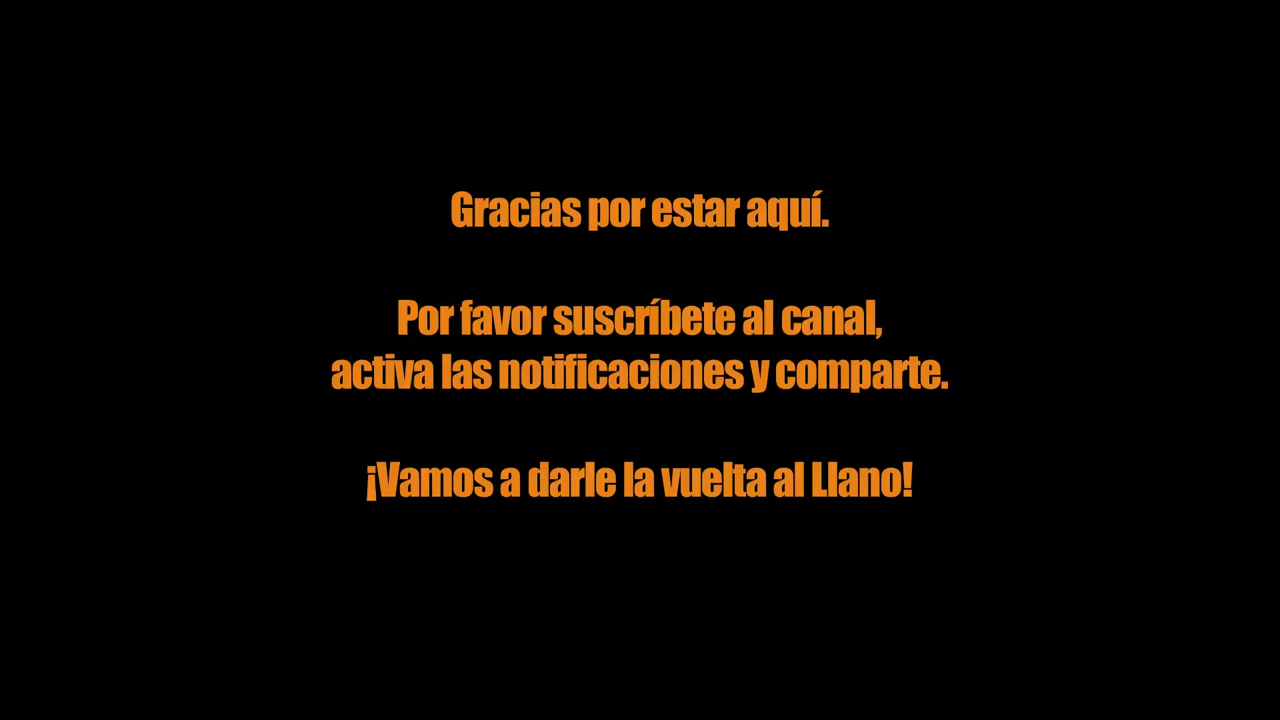 Gracias por estar aquí.
Por favor suscríbete al canal,
activa las notificaciones y comparte.
¡Vamos a darle la vuelta al Llano!